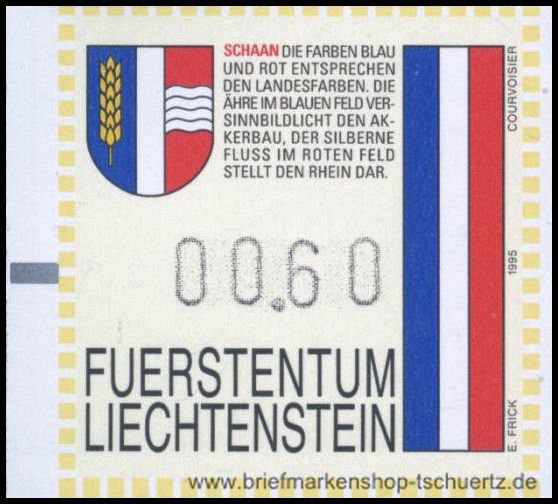 SCHAAN DIE FARBEN BLAU
UND ROT ENTSPRECHEN
DEN LANDESFARBEN. DIE
ÄHRE IM BLAUEN FELD VER-
SINNBILDLICHT DEN AK-
KERBAU, DER SILBERNE
FLUSS IM ROTEN FELD
STELLT DEN RHEIN DAR.
00.60
FUERSTENTUM
LIECHTENSTEIN
E. FRICK 1995 COURVOISIER
www.briefmarkenshop-tschuertz.de